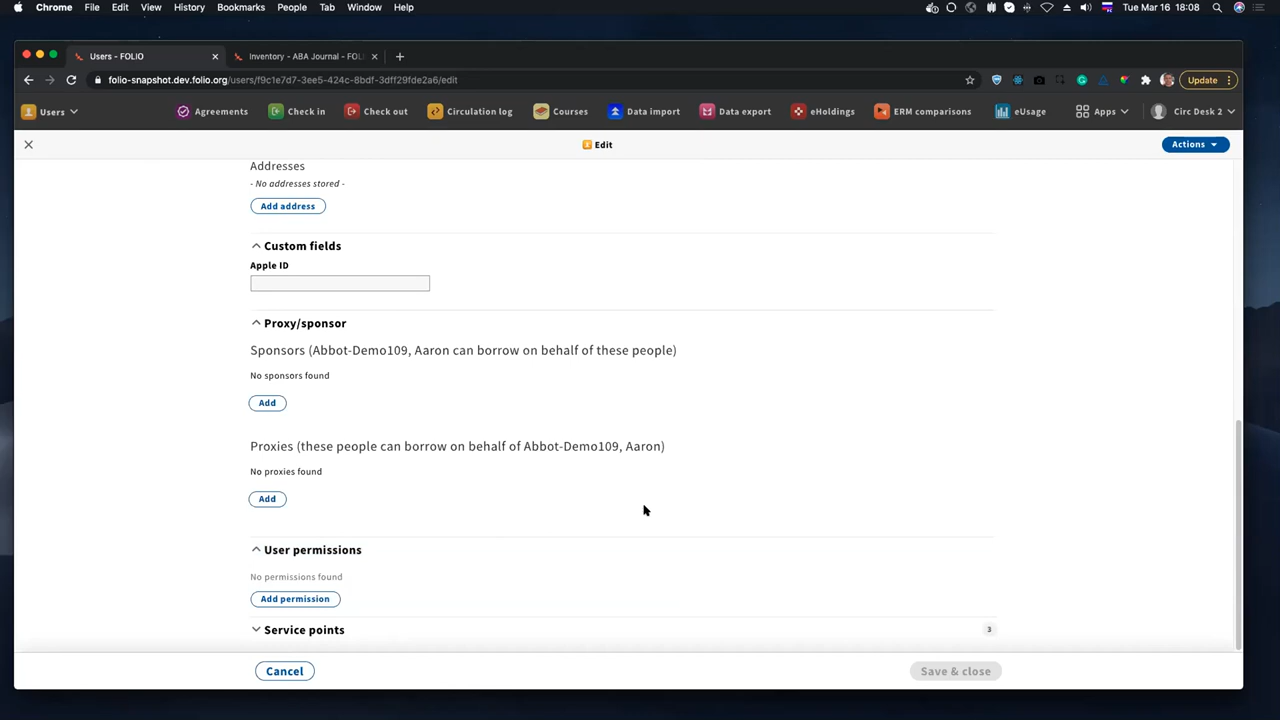 Chrome File Edit View History Bookmarks People Tab Window Help Tue Mar 16 18:08
Users - FOLIO Inventory - ABA Journal - FOLI
folio-snapshot.dev.folio.org/users/f9c1e7d7-3ee5-424c-8bdf-3dff29fde2a6/edit Update
Users Agreements Check in Check out Circulation log Courses Data import Data export eHoldings ERM comparisons eUsage Apps Circ Desk 2
Edit Actions
Addresses
- No addresses stored -
Add address
Custom fields
Apple ID
Proxy/sponsor
Sponsors (Abbot-Demo109, Aaron can borrow on behalf of these people)
No sponsors found
Add
Proxies (these people can borrow on behalf of Abbot-Demo109, Aaron)
No proxies found
Add
User permissions
No permissions found
Add permission
Service points 3
Cancel Save & close